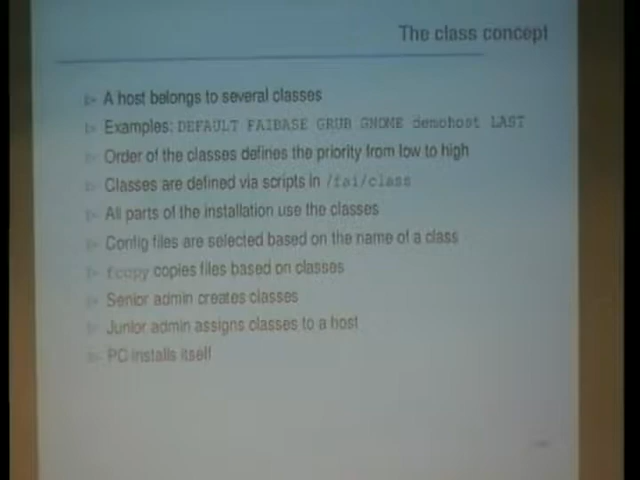 The class concept
A host belongs to several classes
Examples: DEFAULT FAIBASE GRUB GNOME demohost LAST
Order of the classes defines the priority from low to high
Classes are defined via scripts in /fai/class
All parts of the installation use the classes
Config files are selected based on the name of a class
fcopy copies files based on classes
Senior admin creates classes
Junior admin assigns classes to a host
PC installs itself